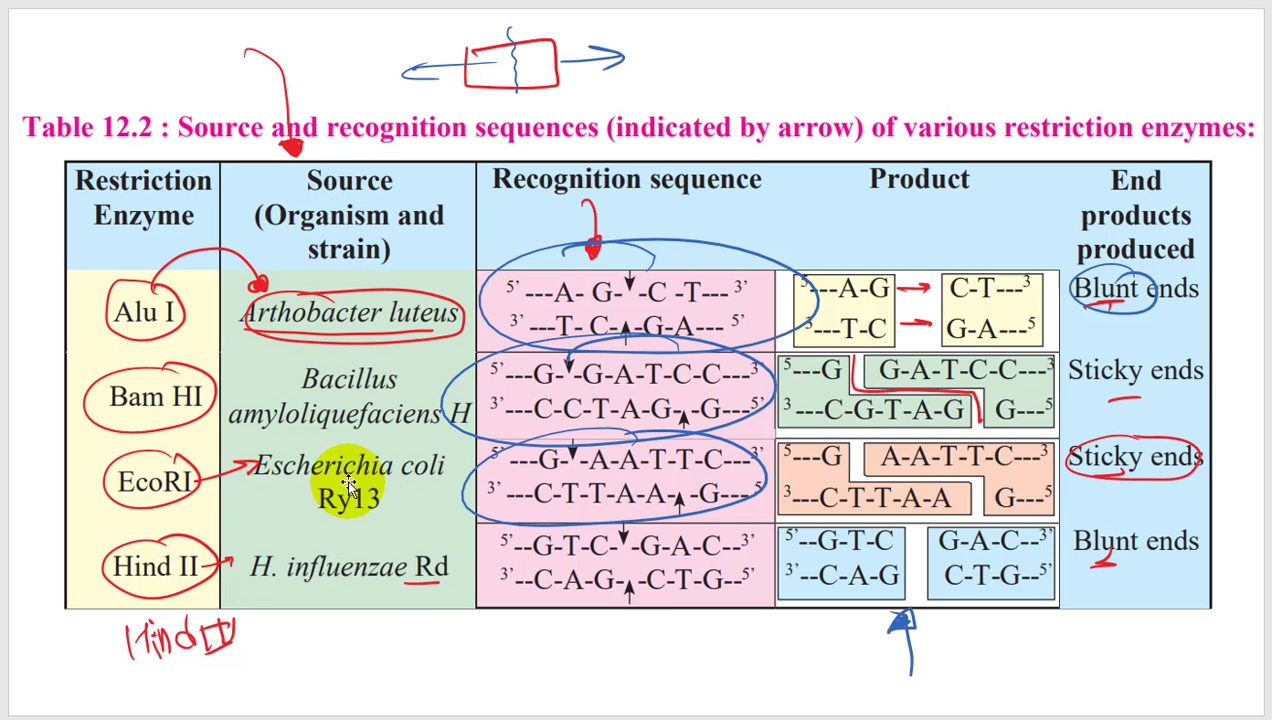 Table 12.2 : Source and recognition sequences (indicated by arrow) of various restriction enzymes:
Restriction Enzyme
Source (Organism and strain)
Recognition sequence
Product
End products produced
Alu I
Arthobacter luteus
5’ ---A- G- -C -T--- 3’
3’ ---T- C- -G-A--- 5’
5---A-G
C-T---3
3---T-C
G-A---5
Blunt ends
Bam HI
Bacillus
amyloliquefaciens H
5’ ---G- -G-A-T-C-C---3’
3’ ---C-C-T-A-G- -G---5’
5---G
G-A-T-C-C---3
3---C-G-T-A-G
G---5
Sticky ends
EcoRI
Escherichia coli
Ry13
5’ ---G- -A-A-T-T-C---3’
3’ ---C-T-T-A-A- -G---5’
5---G
A-A-T-T-C---3
3---C-T-T-A-A
G---5
Sticky ends
Hind II
H. influenzae Rd
5’--G-T-C- -G-A-C--3’
3’--C-A-G- -C-T-G--5’
5’--G-T-C
G-A-C--3’
3’--C-A-G
C-T-G--5’
Blunt ends
Hind II